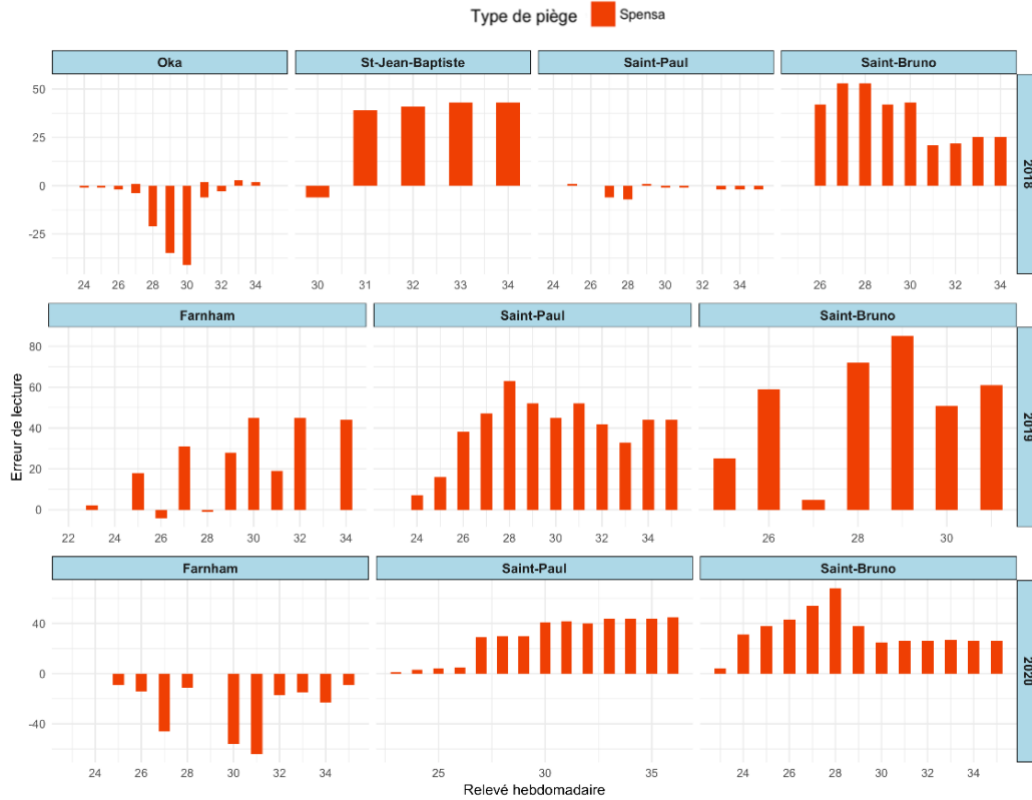 Type de piège Spensa
Oka St-Jean-Baptiste Saint-Paul Saint-Bruno
50
25
0
-25
2018
24 26 28 30 32 34 30 31 32 33 34 26 28 30 32 34 26 28 30 32 34
Farnham Saint-Paul Saint-Bruno
80
60
40
20
0
Erreur de lecture
2019
22 24 26 28 30 32 34 24 26 28 30 32 34 26 28 30
Farnham Saint-Paul Saint-Bruno
40
0
-40
2020
24 26 28 30 32 34 25 30 35 24 26 28 30 32 34
Relevé hebdomadaire